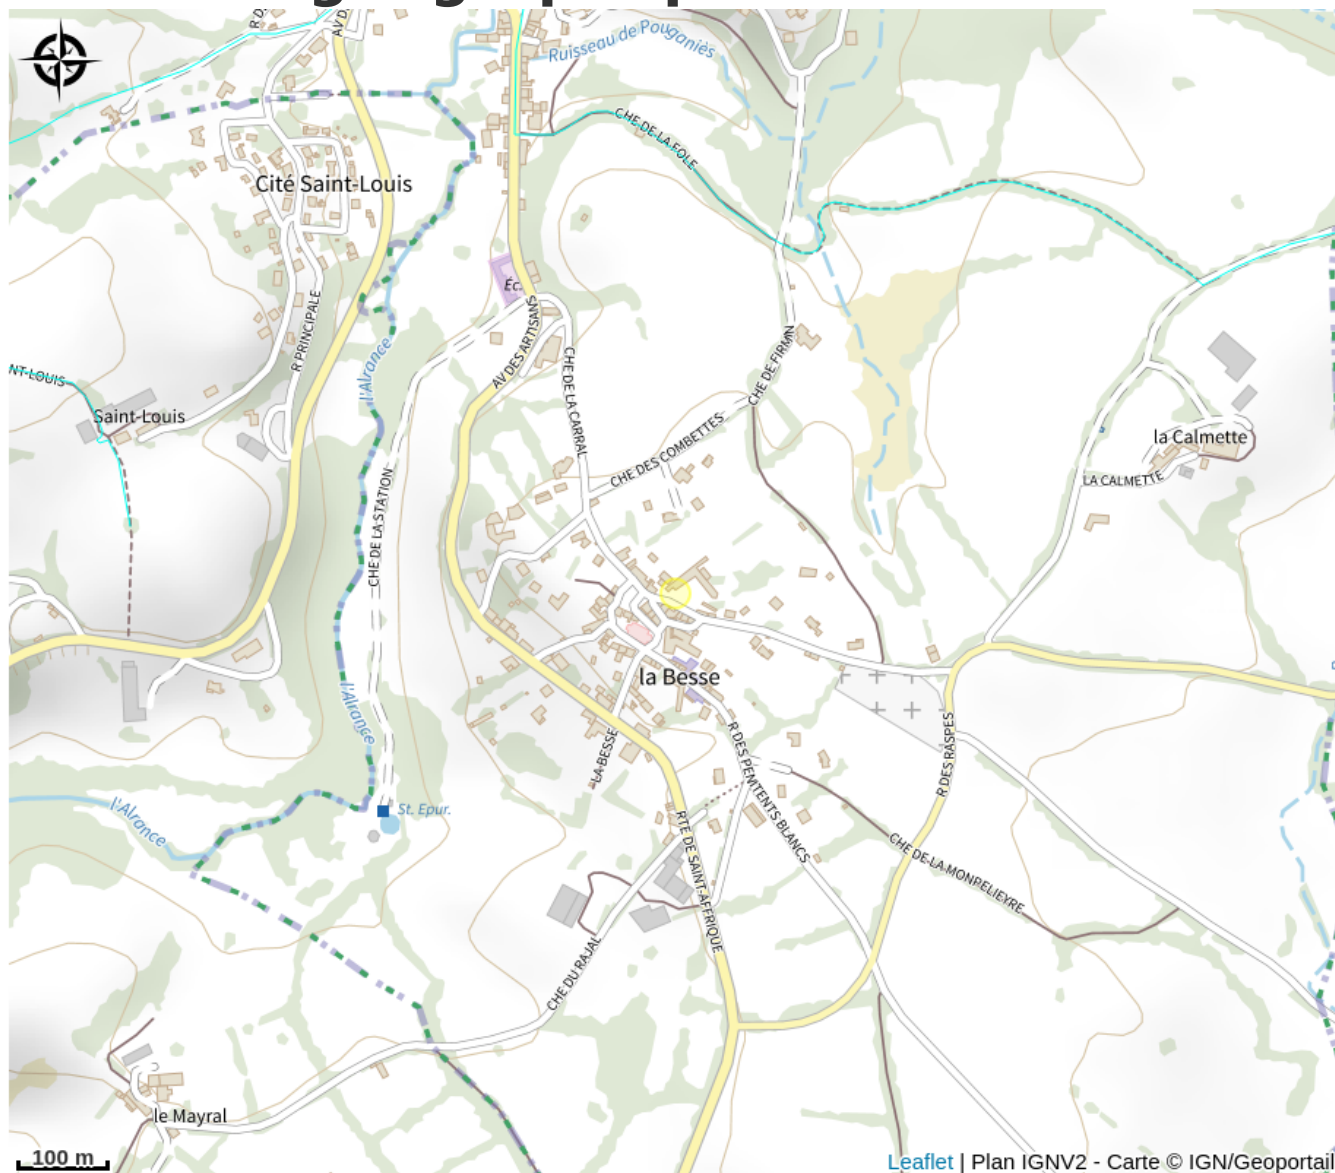 R D
AV D
Ruisseau de Pouganiès
CHE DE LA FOLE
Cité Saint-Louis
Éc.
R PRINCIPALE
AV DES ARTISANS
l'Alrance
CHE DE FIRMIN
CHE DE LA CARRAL
NT-LOUIS
Saint-Louis
CHE DES COMBETTES
la Calmette
LA CALMETTE
CHE DE LA STATION
la Besse
l'Alrance
R DES RASPES
LA BESSE
R DES PENITENTS BLANCS
l'Alrance
St. Epur.
RTE DE SAINT-AFFRIQUE
CHE DE LA MONPELIEYRE
CHE DU RAJAL
le Mayral
100 m
Leaflet | Plan IGNV2 - Carte © IGN/Geoportail